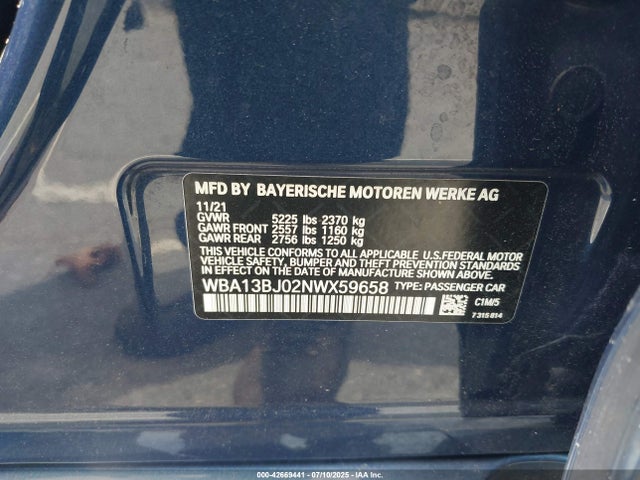 MFD BY BAYERISCHE MOTOREN WERKE AG
11/21
GVWR 5225 lbs 2370 kg
GAWR FRONT 2557 lbs 1160 kg
GAWR REAR 2756 lbs 1250 kg
THIS VEHICLE CONFORMS TO ALL APPLICABLE U.S.FEDERAL MOTOR
VEHICLE SAFETY, BUMPER AND THEFT PREVENTION STANDARDS
IN EFFECT ON THE DATE OF MANUFACTURE SHOWN ABOVE.
WBA13BJ02NWX59658 TYPE: PASSENGER CAR
C1M/5
7315814
000-42669441 07/10/2025 IAA Inc.